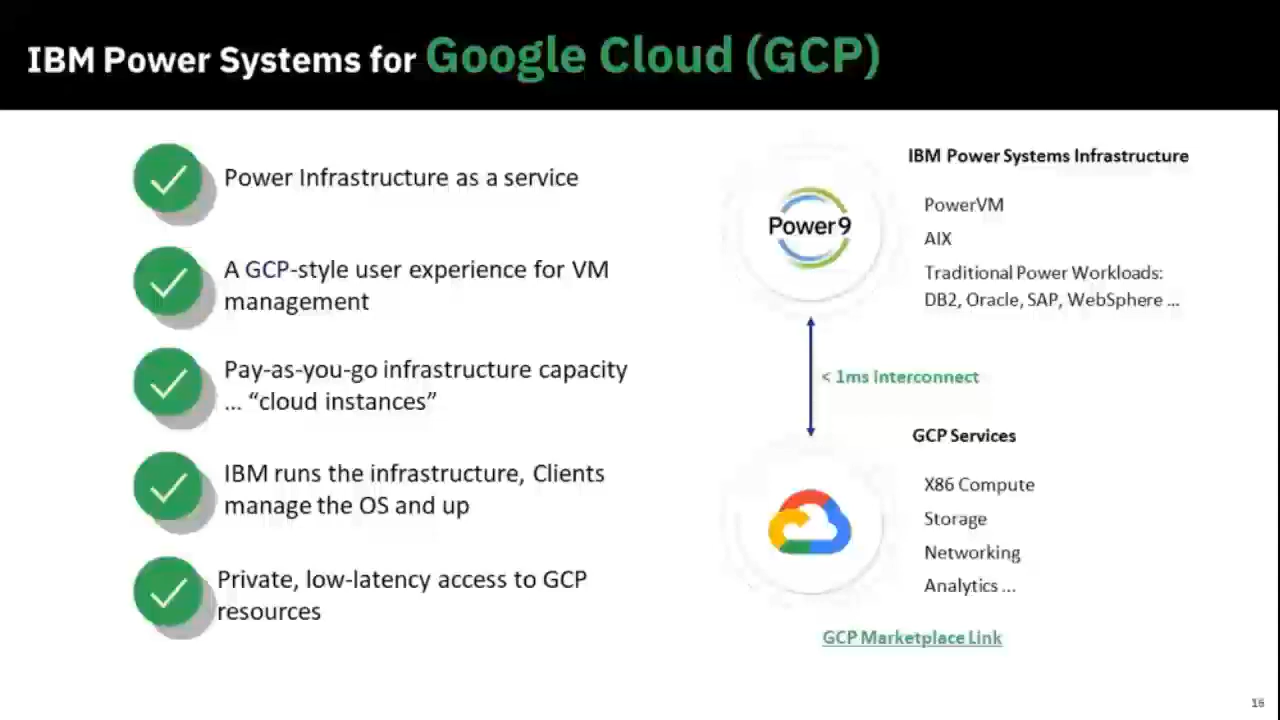 IBM Power Systems for Google Cloud (GCP)
Power Infrastructure as a service
A GCP-style user experience for VM
management
Pay-as-you-go infrastructure capacity
... “cloud instances”
IBM runs the infrastructure, Clients
manage the OS and up
Private, low-latency access to GCP
resources
IBM Power Systems Infrastructure
Power9
PowerVM
AIX
Traditional Power Workloads:
DB2, Oracle, SAP, WebSphere ...
< 1ms Interconnect
GCP Services
X86 Compute
Storage
Networking
Analytics ...
GCP Marketplace Link
16